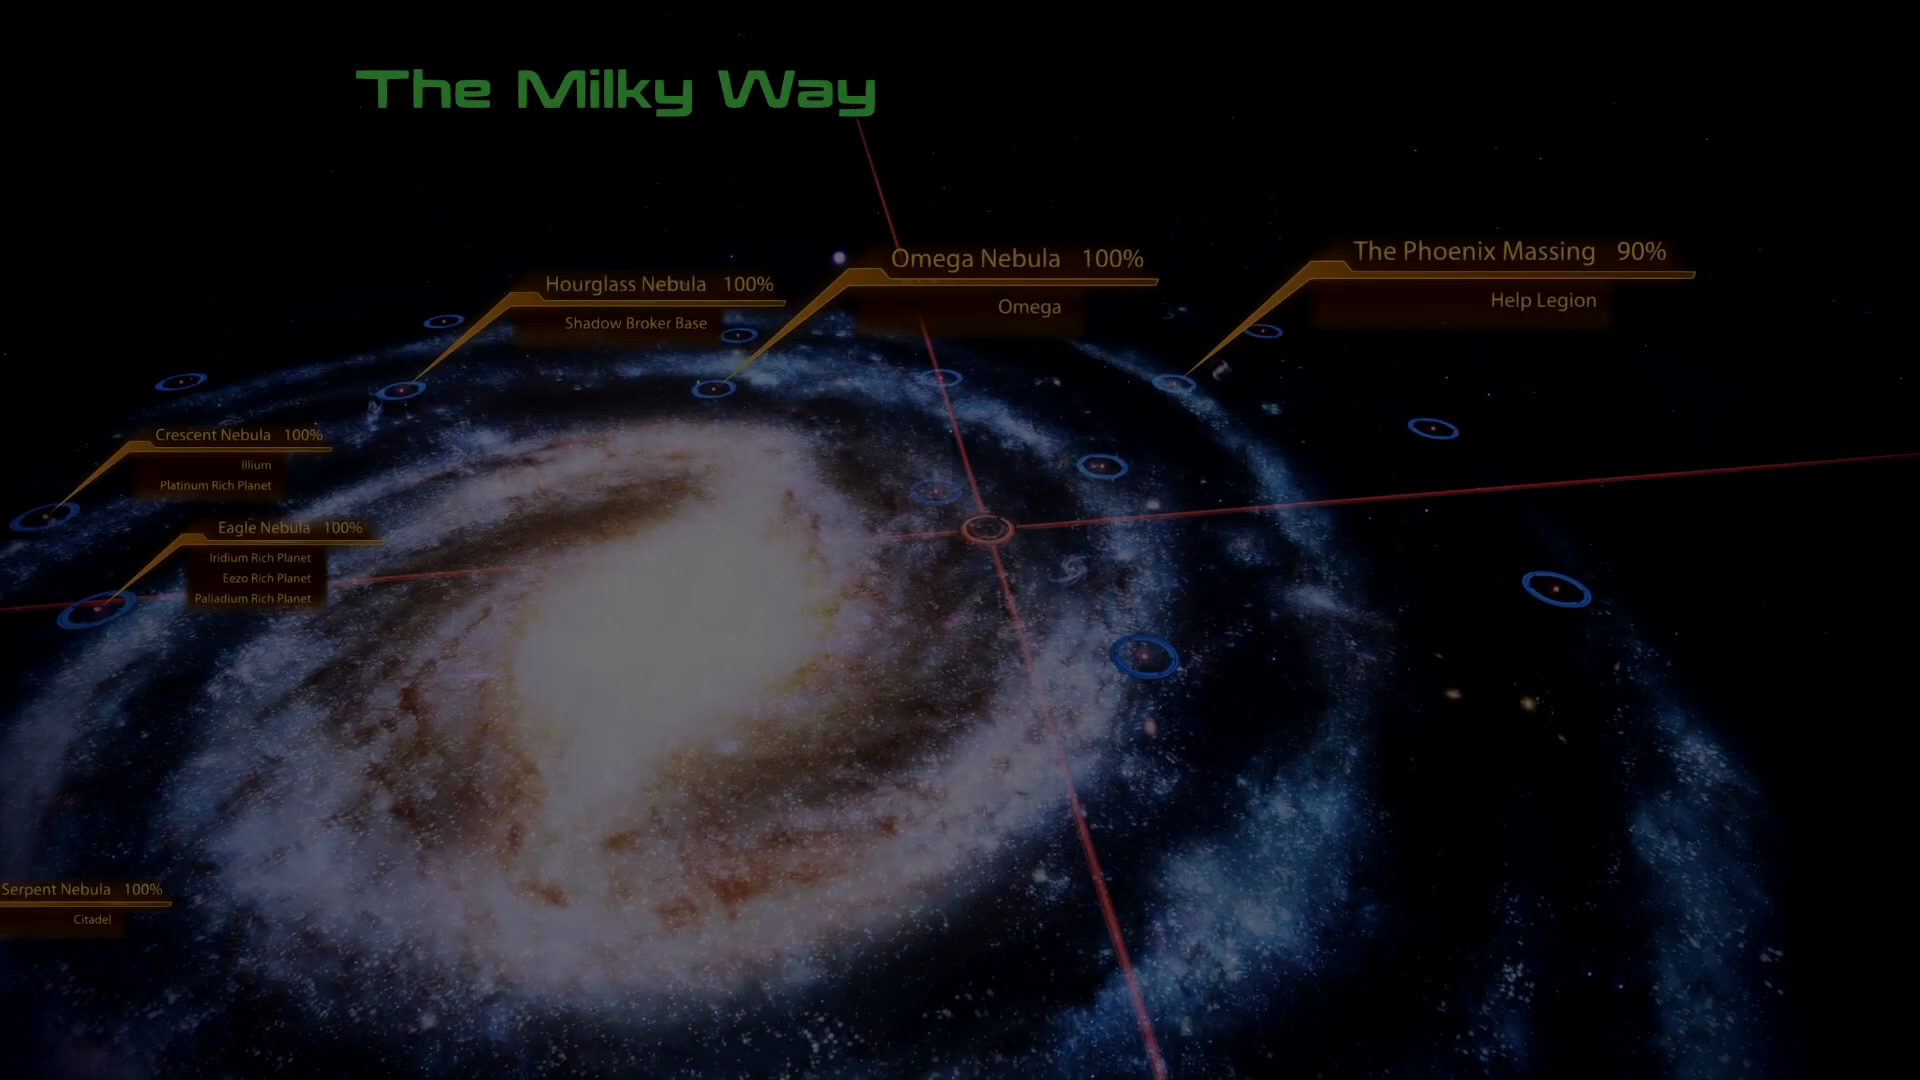 The Milky Way
The Phoenix Massing 90%
Help Legion
Omega Nebula 100%
Omega
Hourglass Nebula 100%
Shadow Broker Base
Crescent Nebula 100%
Illium
Platinum Rich Planet
Eagle Nebula 100%
Iridium Rich Planet
Eezo Rich Planet
Palladium Rich Planet
Serpent Nebula 100%
Citadel